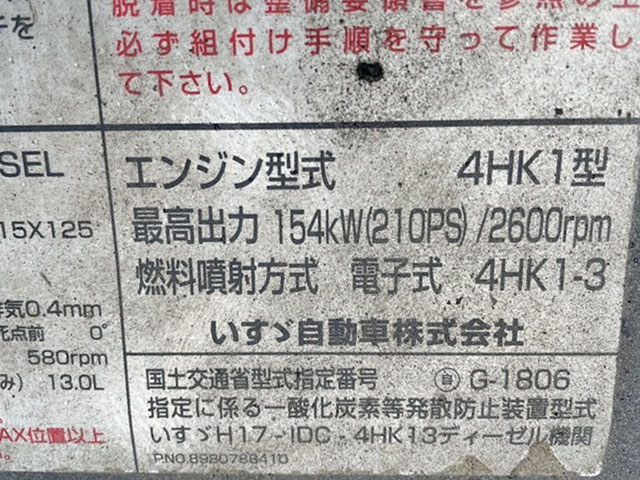 脱着時は整備要領書を参照の上
必ず組付け手順を守って作業し
て下さい。
を
SEL
15X125
気0.4mm
点前 0°
580rpm
み) 13.0L
AX位置以上
エンジン型式 4HK1型
最高出力 154kW(210PS)/2600rpm
燃料噴射方式 電子式 4HK1-3
いすゞ自動車株式会社
国土交通省型式指定番号 自 G-1806
指定に係る一酸化炭素等発散防止装置型式
いすゞH17-IDC-4HK13ディーゼル機関
P.NO.8980788410